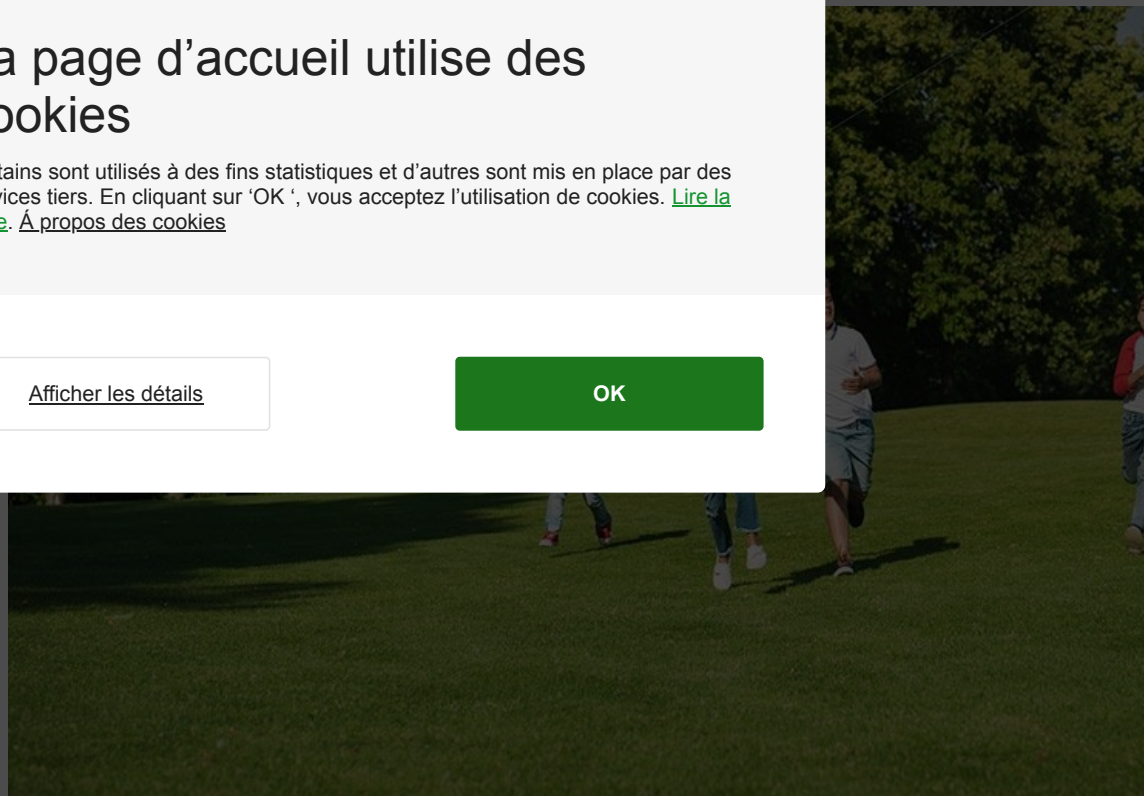 a page d’accueil utilise des
ookies
tains sont utilisés à des fins statistiques et d'autres sont mis en place par des
vices tiers. En cliquant sur ‘OK ‘, vous acceptez l’utilisation de cookies. Lire la
e. Á propos des cookies
Afficher les détails
OK